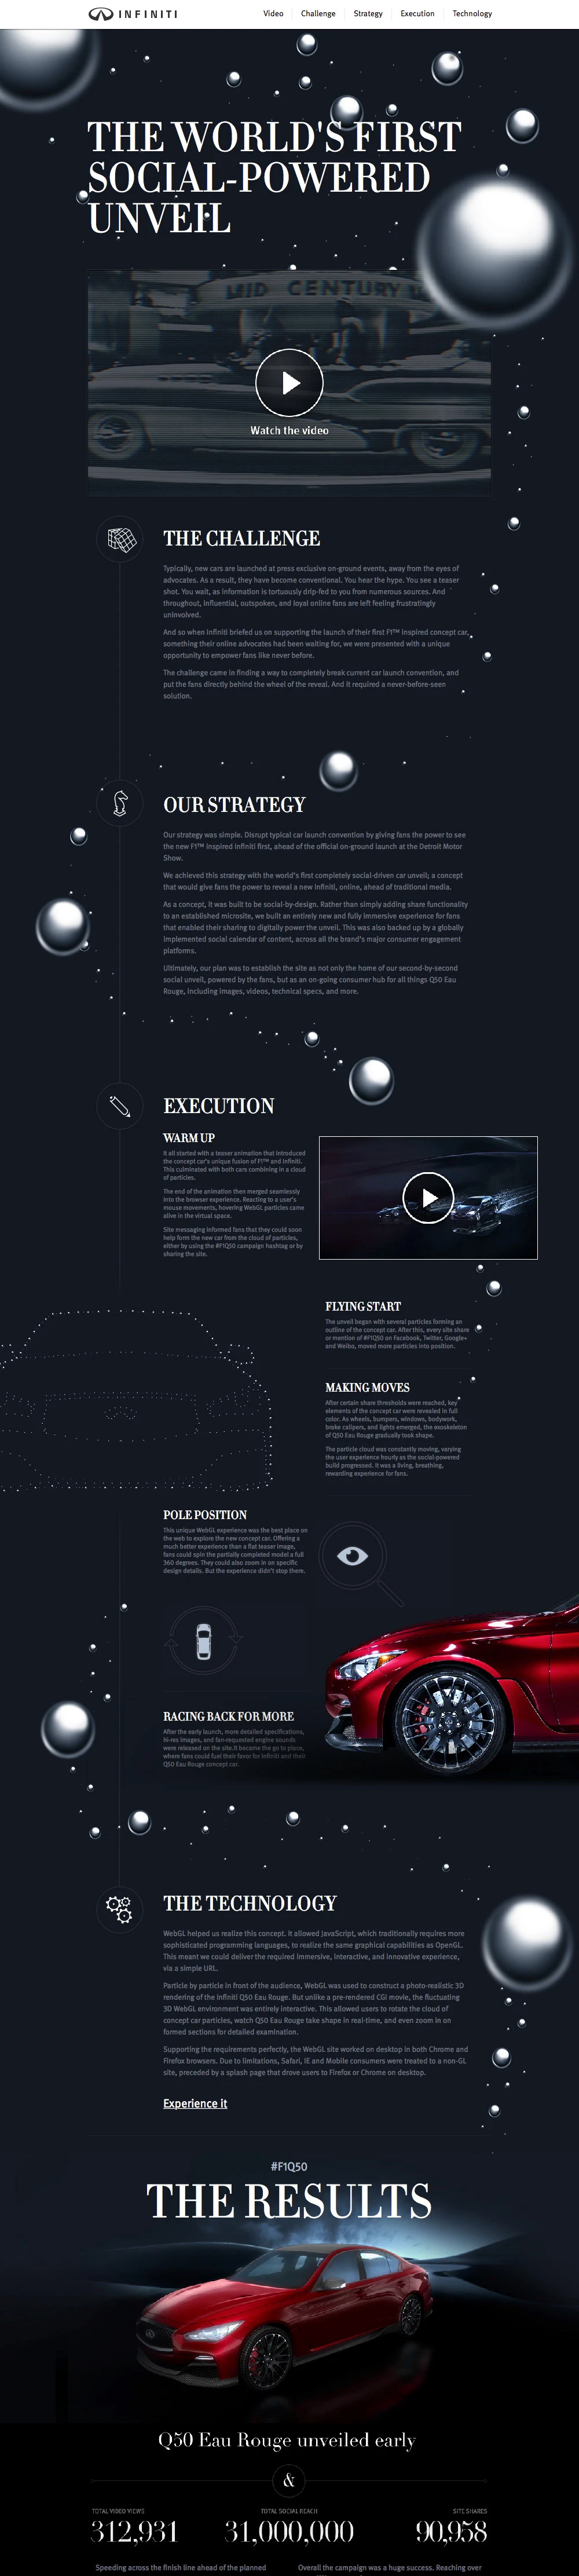 INFINITI
Video
Challenge
Strategy
Execution
Technology
THE WORLD'S FIRST
SOCIAL-POWERED
UNVEIL
MID CENTURY
Watch the video
THE CHALLENGE
Typically, new cars are launched at press exclusive on-ground events, away from the eyes of
advocates. As a result, they have become conventional. You hear the hype. You see a teaser
shot. You wait, as information is tortuously drip-fed to you from numerous sources. And
throughout, influential, outspoken, and loyal online fans are left feeling frustratingly
uninvolved.
And so when Infiniti briefed us on supporting the launch of their first F1™ inspired concept car,
something their online advocates had been waiting for, we were presented with a unique
opportunity to empower fans like never before.
The challenge came in finding a way to completely break current car launch convention, and
put the fans directly behind the wheel of the reveal. And it required a never-before-seen
solution.
OUR STRATEGY
Our strategy was simple. Disrupt typical car launch convention by giving fans the power to see
the new F1™ inspired Infiniti first, ahead of the official on-ground launch at the Detroit Motor
Show.
We achieved this strategy with the world's first completely social-driven car unveil; a concept
that would give fans the power to reveal a new Infiniti, online, ahead of traditional media.
As a concept, it was built to be social-by-design. Rather than simply adding share functionality
to an established microsite, we built an entirely new and fully immersive experience for fans
that enabled their sharing to digitally power the unveil. This was also backed up by a globally
implemented social calendar of content, across all the brand's major consumer engagement
platforms.
Ultimately, our plan was to establish the site as not only the home of our second-by-second
social unveil, powered by the fans, but as an on-going consumer hub for all things Q50 Eau
Rouge, including images, videos, technical specs, and more.
EXECUTION
WARM UP
It all started with a teaser animation that introduced
the concept car's unique fusion of F1™ and Infiniti.
This culminated with both cars combining in a cloud
of particles.
The end of the animation then merged seamlessly
into the browser experience. Reacting to a user's
mouse movements, hovering WebGL particles came
alive in the virtual space.
Site messaging informed fans that they could soon
help form the new car from the cloud of particles,
either by using the #F1Q50 campaign hashtag or by
sharing the site.
FLYING START
The unveil began with several particles forming an
outline of the concept car. After this, every site share
or mention of #F1Q50 on Facebook, Twitter, Google+
and Weibo, moved more particles into position.
MAKING MOVES
After certain share thresholds were reached, key
elements of the concept car were revealed in full
color. As wheels, bumpers, windows, bodywork,
brake calipers, and lights emerged, the exoskeleton
of Q50 Eau Rouge gradually took shape.
The particle cloud was constantly moving, varying
the user experience hourly as the social-powered
build progressed. It was a living, breathing,
rewarding experience for fans.
POLE POSITION
This unique WebGL experience was the best place on
the web to explore the new concept car. Offering a
much better experience than a flat teaser image,
fans could spin the partially completed model a full
360 degrees. They could also zoom in on specific
design details. But the experience didn't stop there.
RACING BACK FOR MORE
After the early launch, more detailed specifications,
hi-res images, and fan-requested engine sounds
were released on the site. It became the go to place,
where fans could fuel their favor for Infiniti and their
Q50 Eau Rouge concept car.
THE TECHNOLOGY
WebGL helped us realize this concept. It allowed JavaScript, which traditionally requires more
sophisticated programming languages, to realize the same graphical capabilities as OpenGL.
This meant we could deliver the required immersive, interactive, and innovative experience,
via a simple URL.
Particle by particle in front of the audience, WebGL was used to construct a photo-realistic 3D
rendering of the Infiniti Q50 Eau Rouge. But unlike a pre-rendered CGI movie, the fluctuating
3D WebGL environment was entirely interactive. This allowed users to rotate the cloud of
concept car particles, watch Q50 Eau Rouge take shape in real-time, and even zoom in on
formed sections for detailed examination.
Supporting the requirements perfectly, the WebGL site worked on desktop in both Chrome and
Firefox browsers. Due to limitations, Safari, IE and Mobile consumers were treated to a non-GL
site, preceded by a splash page that drove users to Firefox or Chrome on desktop.
Experience it
#F1Q50
THE RESULTS
Q50 Eau Rouge unveiled early
&
TOTAL VIDEO VIEWS
312,931
TOTAL SOCIAL REACH
31,000,000
SITE SHARES
90,958
Speeding across the finish line ahead of the planned
Overall the campaign was a huge success. Reaching over